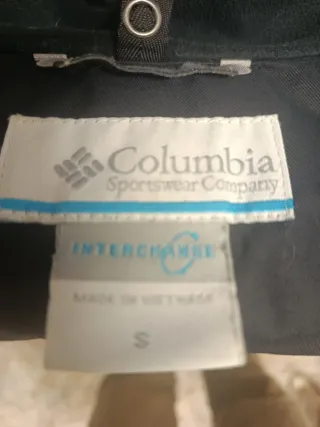 Columbia
Sportswear Company
INTERCHANGE
MADE IN VIETNAM
S